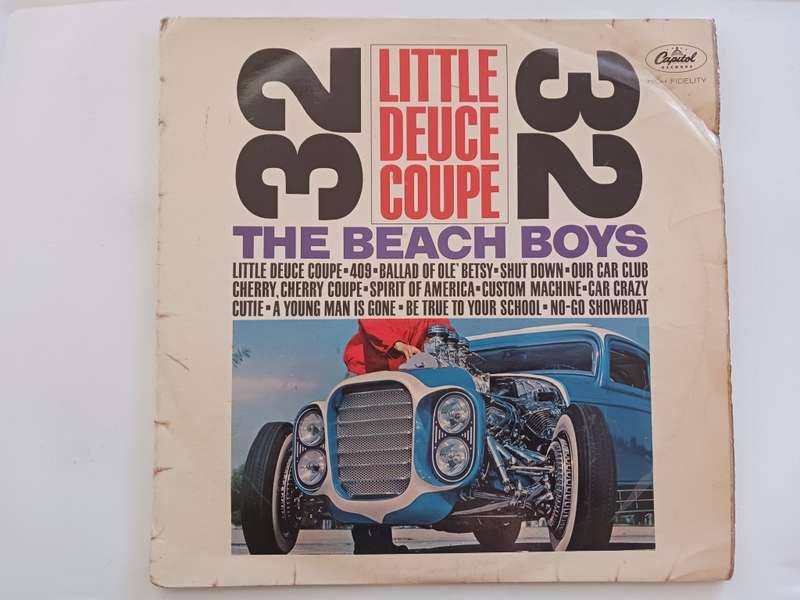 32
LITTLE
DEUCE
COUPE
32
Capitol
RECORDS
HIGH FIDELITY
THE BEACH BOYS
LITTLE DEUCE COUPE▪409▪BALLAD OF OLE' BETSY▪SHUT DOWN▪OUR CAR CLUB
CHERRY, CHERRY COUPE▪SPIRIT OF AMERICA▪CUSTOM MACHINE▪CAR CRAZY
CUTIE▪A YOUNG MAN IS GONE▪BE TRUE TO YOUR SCHOOL▪NO-GO SHOWBOAT